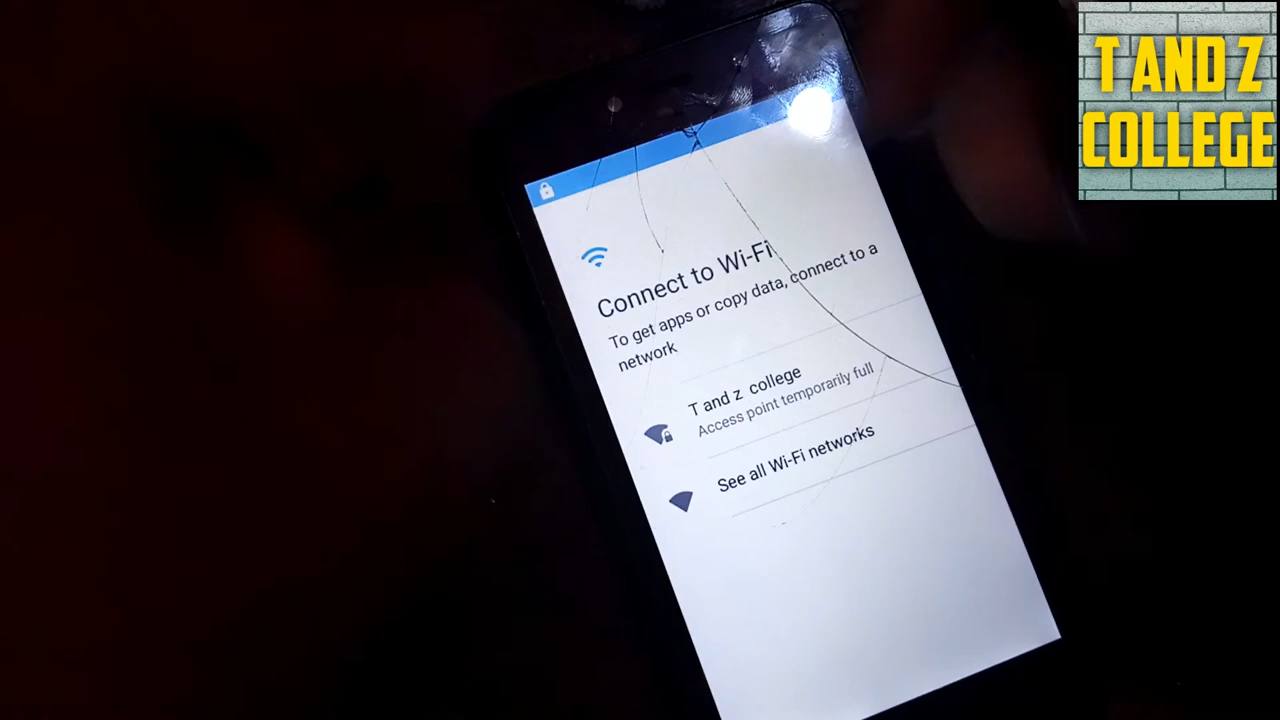 T AND Z
COLLEGE
Connect to Wi-Fi
To get apps or copy data, connect to a
network
T and z college
Access point temporarily full
See all Wi-Fi networks